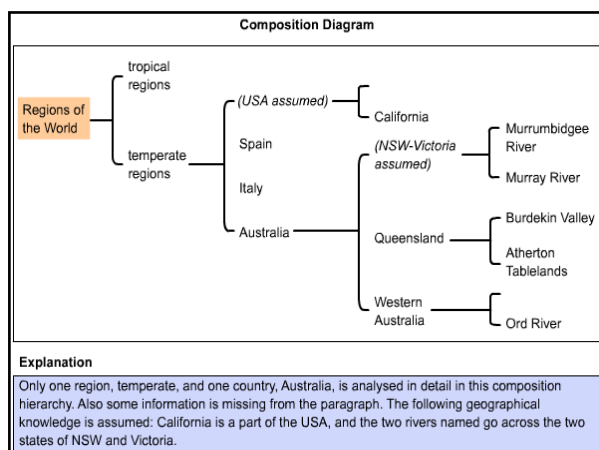 Composition Diagram
tropical
regions
Regions of
the World
temperate
regions
(USA assumed)
California
Spain
Italy
Australia
(NSW-Victoria
assumed)
Murrumbidgee
River
Murray River
Queensland
Burdekin Valley
Atherton
Tablelands
Western
Australia
Ord River
Explanation
Only one region, temperate, and one country, Australia, is analysed in detail in this composition
hierarchy. Also some information is missing from the paragraph. The following geographical
knowledge is assumed: California is a part of the USA, and the two rivers named go across the two
states of NSW and Victoria.